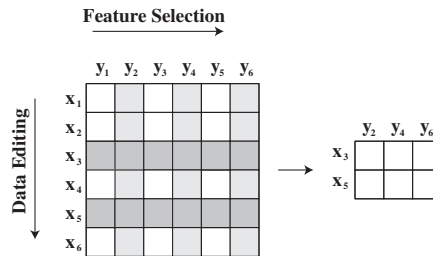 Feature Selection
y1 y2 y3 y4 y5 y6
Data Editing
x1
x2
x3
x4
x5
x6
y2 y4 y6
x3
x5